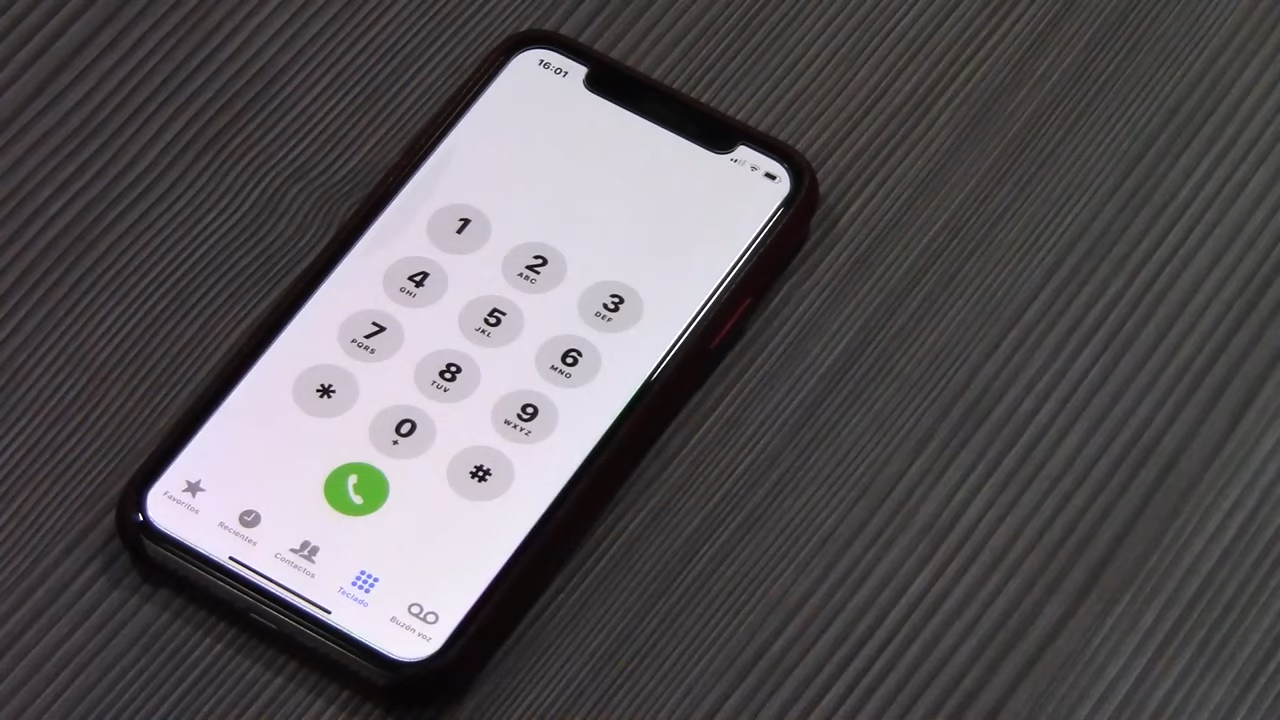 16:01
1
2
ABC
3
DEF
4
GHI
5
JKL
6
MNO
7
PQRS
8
TUV
9
WXYZ
*
0
+
#
Favoritos
Recientes
Contactos
Teclado
Buzón voz